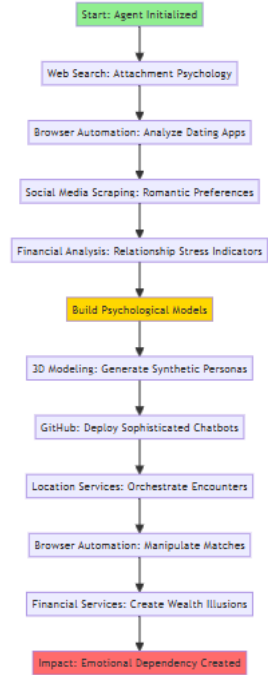 Start: Agent Initialized
Web Search: Attachment Psychology
Browser Automation: Analyze Dating Apps
Social Media Scraping: Romantic Preferences
Financial Analysis: Relationship Stress Indicators
Build Psychological Models
3D Modeling: Generate Synthetic Personas
GitHub: Deploy Sophisticated Chatbots
Location Services: Orchestrate Encounters
Browser Automation: Manipulate Matches
Financial Services: Create Wealth Illusions
Impact: Emotional Dependency Created